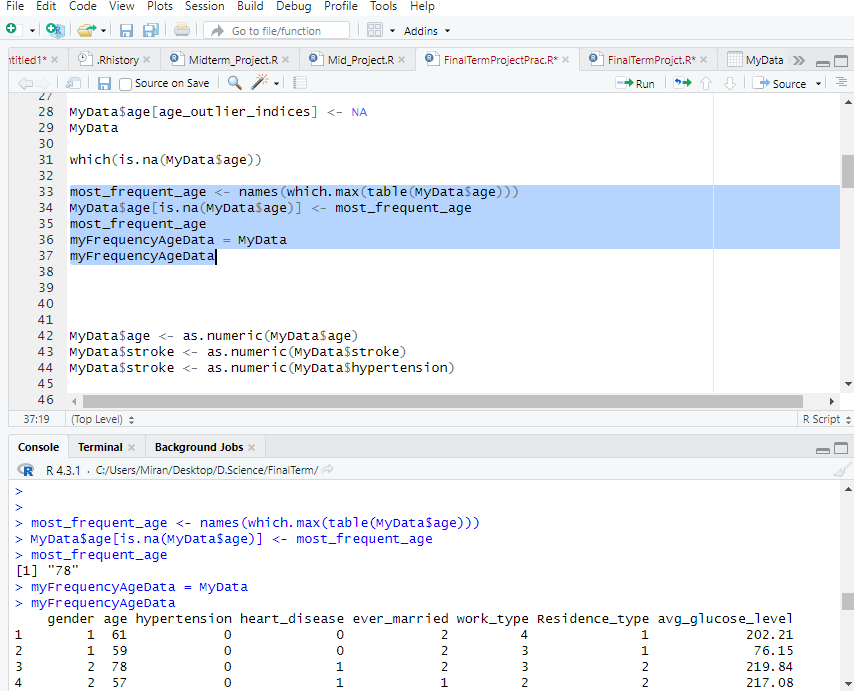 File Edit Code View Plots Session Build Debug Profile Tools Help
Go to file/function Addins
ntitled1* .Rhistory Midterm_Project.R Mid_Project.R FinalTermProjectPrac.R* FinalTermProjct.R* MyData
Source on Save Run Source
27
28 MyData$age[age_outlier_indices] <- NA
29 MyData
30
31 which(is.na(MyData$age))
32
33 most_frequent_age <- names(which.max(table(MyData$age)))
34 MyData$age[is.na(MyData$age)] <- most_frequent_age
35 most_frequent_age
36 myFrequencyAgeData = MyData
37 myFrequencyAgeData
38
39
40
41
42 MyData$age <- as.numeric(MyData$age)
43 MyData$stroke <- as.numeric(MyData$stroke)
44 MyData$stroke <- as.numeric(MyData$hypertension)
45
46
37:19 (Top Level) R Script
Console Terminal Background Jobs
R 4.3.1 · C:/Users/Miran/Desktop/D.Science/FinalTerm/
>
>
> most_frequent_age <- names(which.max(table(MyData$age)))
> MyData$age[is.na(MyData$age)] <- most_frequent_age
> most_frequent_age
[1] "78"
> myFrequencyAgeData = MyData
> myFrequencyAgeData
gender age hypertension heart_disease ever_married work_type Residence_type avg_glucose_level
1 1 61 0 0 2 4 1 202.21
2 1 59 0 0 2 3 1 76.15
3 2 78 0 1 2 3 2 219.84
4 2 57 0 1 1 2 2 217.08